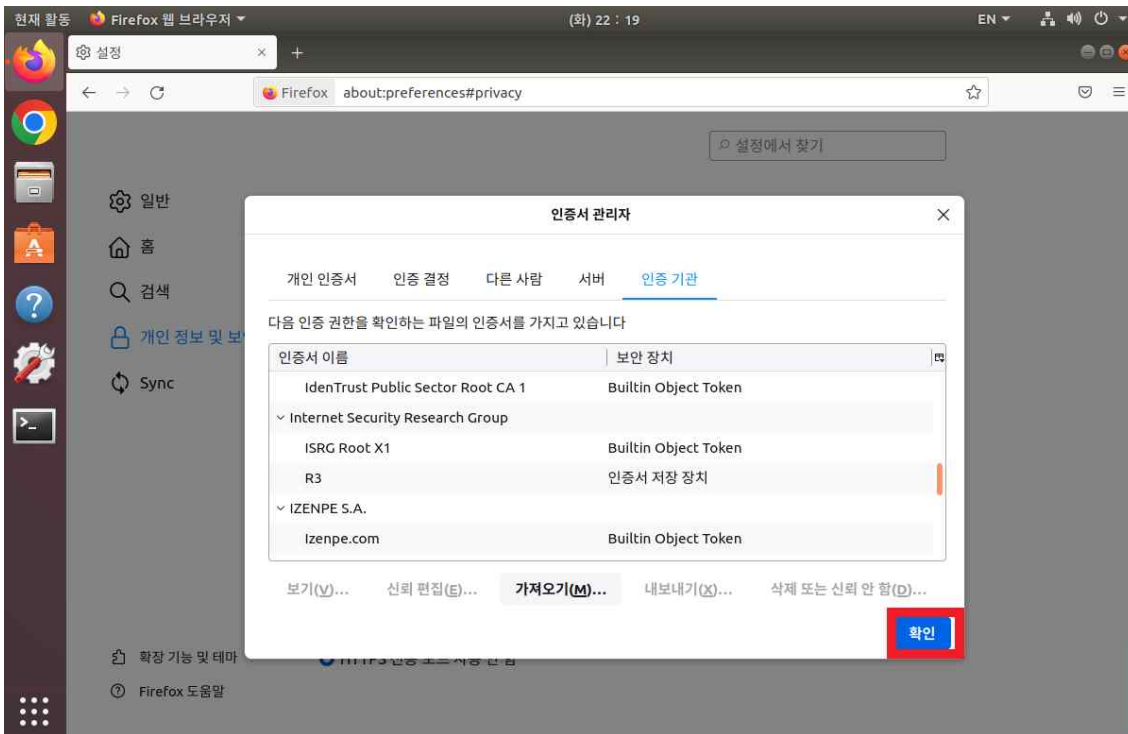 현재 활동 Firefox 웹 브라우저 (화) 22 : 19 EN
설정 × +
Firefox about:preferences#privacy
설정에서 찾기
일반
홈
검색
개인 정보 및 보
Sync
인증서 관리자
개인 인증서 인증 결정 다른 사람 서버 인증 기관
다음 인증 권한을 확인하는 파일의 인증서를 가지고 있습니다
인증서 이름 보안 장치
IdenTrust Public Sector Root CA 1 Builtin Object Token
Internet Security Research Group
ISRG Root X1 Builtin Object Token
R3 인증서 저장 장치
IZENPE S.A.
Izenpe.com Builtin Object Token
보기(V)... 신뢰 편집(E)... 가져오기(M)... 내보내기(X)... 삭제 또는 신뢰 안 함(D)...
확인
확장 기능 및 테마
Firefox 도움말